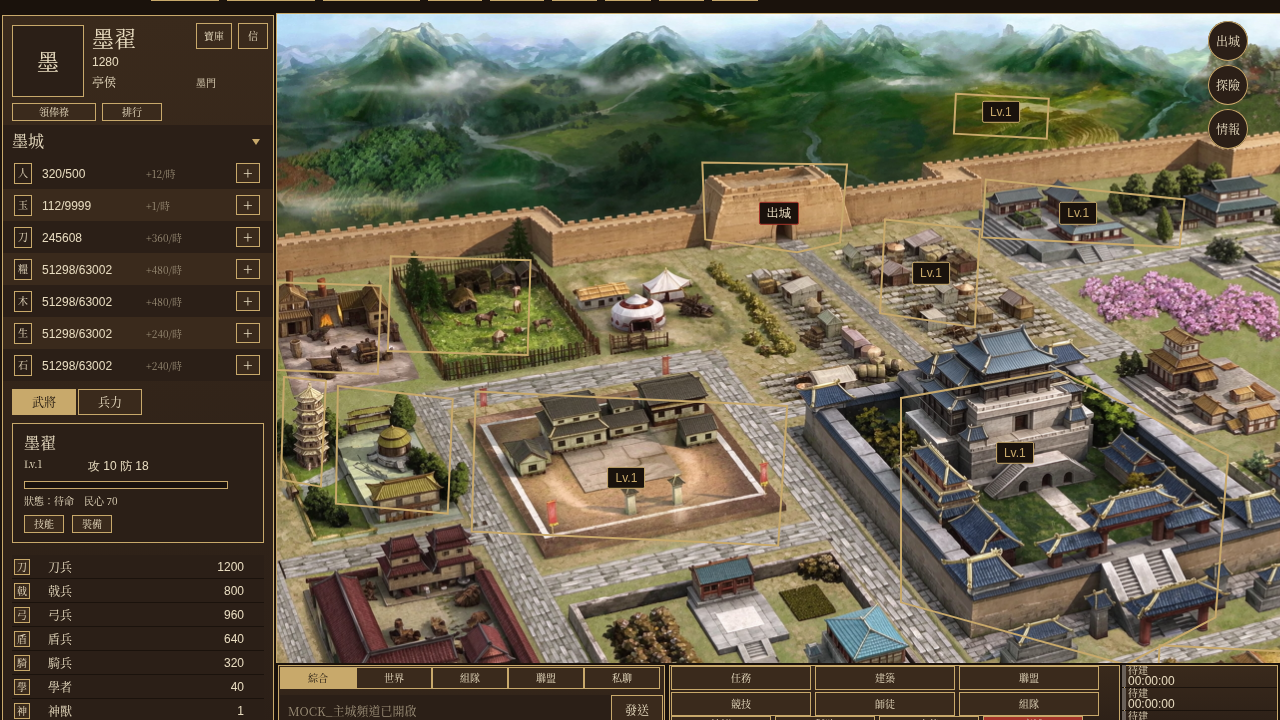 墨
墨翟
寶庫
信
1280
亭侯
墨門
領俸祿
排行
墨城
人 320/500 +12/時 +
玉 112/9999 +1/時 +
刀 245608 +360/時 +
糧 51298/63002 +480/時 +
木 51298/63002 +480/時 +
生 51298/63002 +240/時 +
石 51298/63002 +240/時 +
武將 兵力
墨翟
Lv.1 攻 10 防 18
狀態：待命 民心 70
技能 裝備
刀 刀兵 1200
戟 戟兵 800
弓 弓兵 960
盾 盾兵 640
騎 騎兵 320
學 學者 40
神 神獸 1
出城
探險
情報
Lv.1
出城
Lv.1
Lv.1
Lv.1
Lv.1
綜合 世界 組隊 聯盟 私聊
MOCK_主城頻道已開啟
發送
任務 建築 聯盟
競技 師徒 組隊
待建
00:00:00
待建
00:00:00
待建